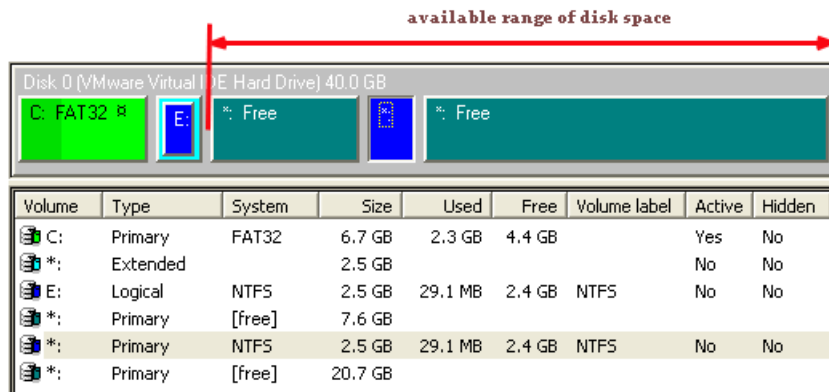 available range of disk space
Disk 0 (VMware Virtual IDE Hard Drive) 40.0 GB
C: FAT32 ¤ E: *: Free *: *: Free
Volume Type System Size Used Free Volume label Active Hidden
C: Primary FAT32 6.7 GB 2.3 GB 4.4 GB Yes No
*: Extended 2.5 GB No No
E: Logical NTFS 2.5 GB 29.1 MB 2.4 GB NTFS No No
*: Primary [free] 7.6 GB
*: Primary NTFS 2.5 GB 29.1 MB 2.4 GB NTFS No No
*: Primary [free] 20.7 GB